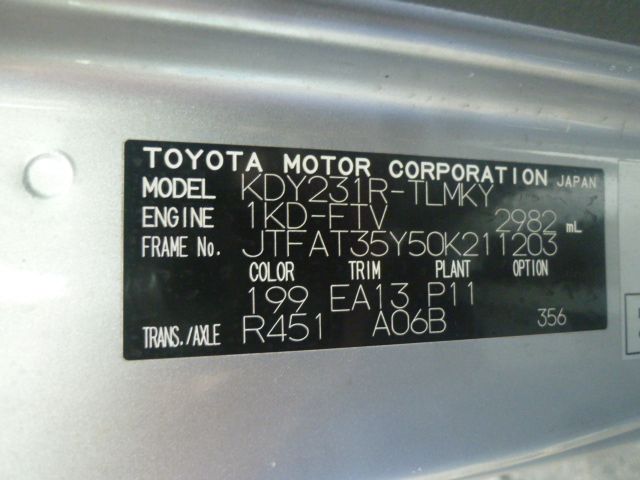 TOYOTA MOTOR CORPORATION JAPAN
MODEL KDY231R-TLMKY
ENGINE 1KD-FTV 2982 mL
FRAME No. JTFAT35Y50K211203
COLOR TRIM PLANT OPTION
199 EA13 P11
TRANS./AXLE R451 A06B 356